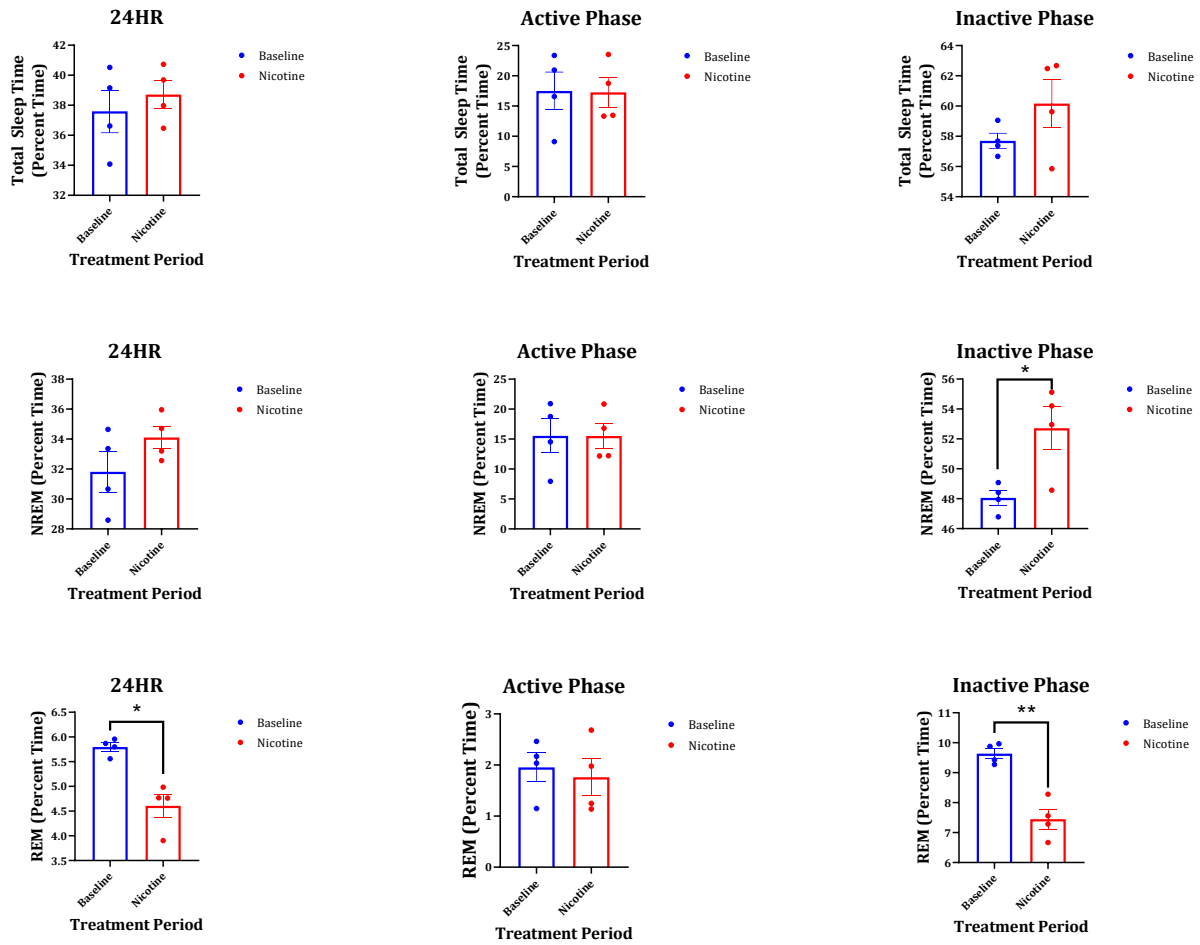 24HR
Total Sleep Time
(Percent Time)
42
40
38
36
34
32
Baseline
Nicotine
Treatment Period
Baseline
Nicotine
Active Phase
Total Sleep Time
(Percent Time)
25
20
15
10
5
0
Baseline
Nicotine
Treatment Period
Baseline
Nicotine
Inactive Phase
Total Sleep Time
(Percent Time)
64
62
60
58
56
54
Baseline
Nicotine
Treatment Period
Baseline
Nicotine
24HR
NREM (Percent Time)
38
36
34
32
30
28
Baseline
Nicotine
Treatment Period
Baseline
Nicotine
Active Phase
NREM (Percent Time)
25
20
15
10
5
0
Baseline
Nicotine
Treatment Period
Baseline
Nicotine
Inactive Phase
*
NREM (Percent Time)
56
54
52
50
48
46
Baseline
Nicotine
Treatment Period
Baseline
Nicotine
24HR
*
REM (Percent Time)
6.5
6.0
5.5
5.0
4.5
4.0
3.5
Baseline
Nicotine
Treatment Period
Baseline
Nicotine
Active Phase
REM (Percent Time)
3
2
1
0
Baseline
Nicotine
Treatment Period
Baseline
Nicotine
Inactive Phase
**
REM (Percent Time)
11
10
9
8
7
6
Baseline
Nicotine
Treatment Period
Baseline
Nicotine